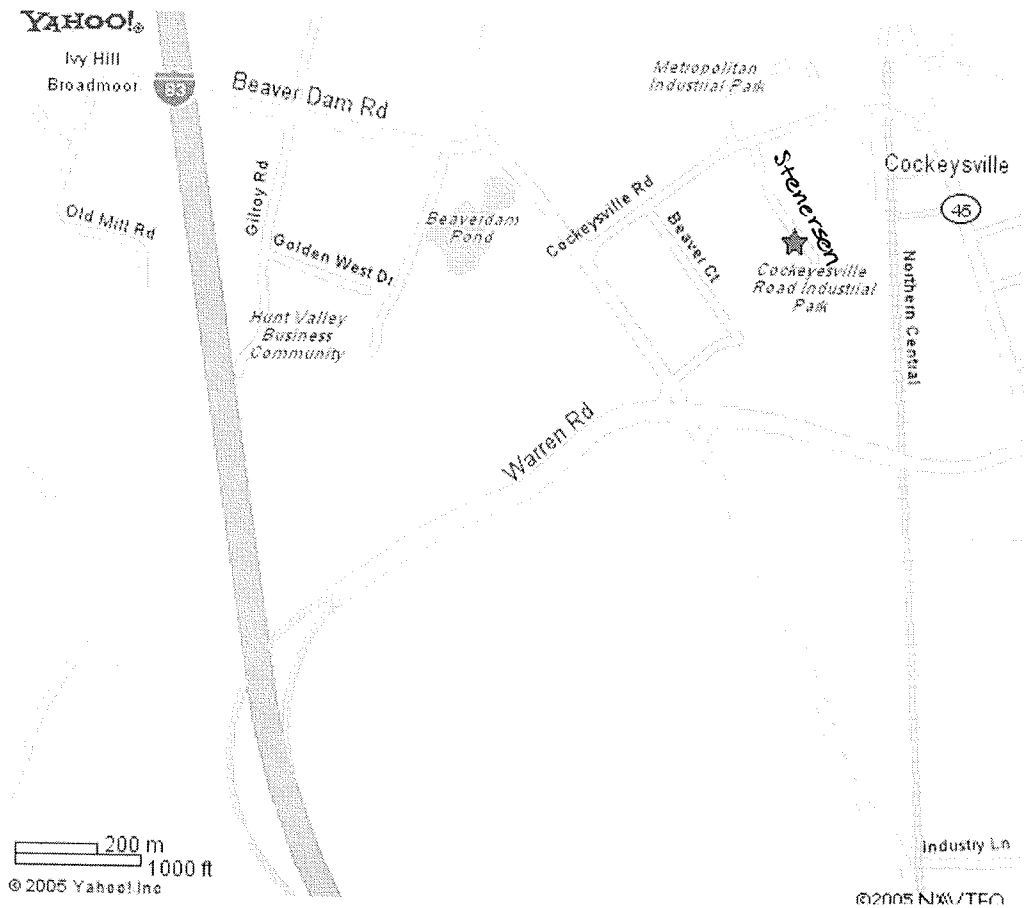 YAHOO!®
Ivy Hill
Broadmoor
83
Beaver Dam Rd
Metropolitan
Industrial Park
Stenerson
Cockeysville
45
Old Mill Rd
Gilroy Rd
Golden West Dr
Beaverdam
Pond
Cockeysville Rd
Beaver Ct
Cockeyesville
Road Industrial
Park
Northern Central
Hunt Valley
Business
Community
Warren Rd
200 m
1000 ft
© 2005 Yahoo! Inc
Industry Ln
©2005 NAVTEQ